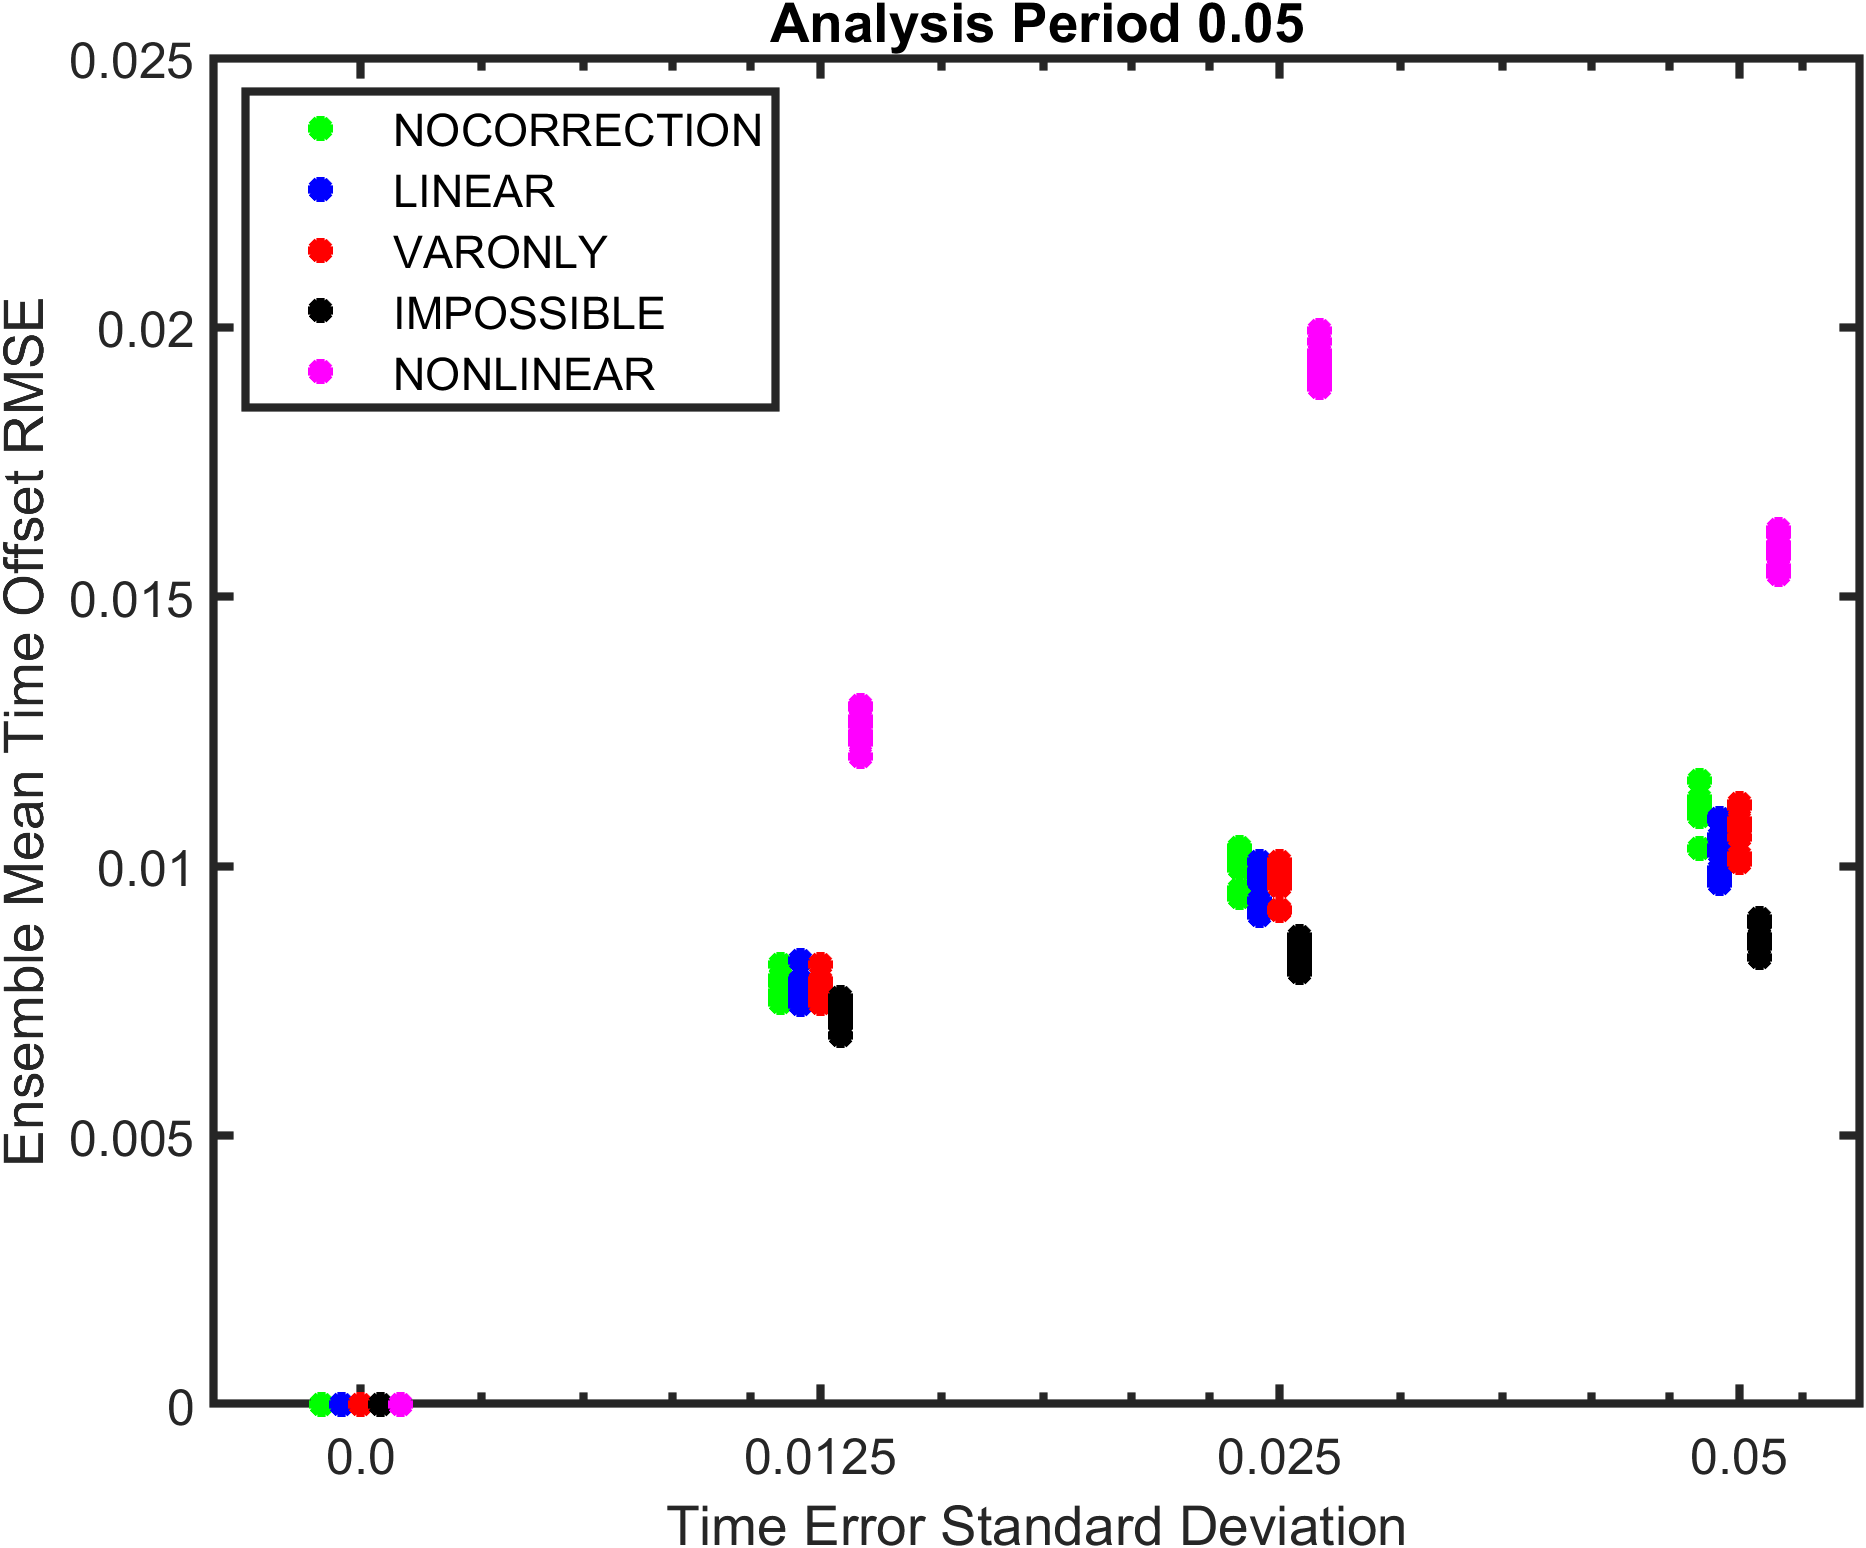 Analysis Period 0.05
0.025
0.02
0.015
0.01
0.005
0
Ensemble Mean Time Offset RMSE
NOCORRECTION
LINEAR
VARONLY
IMPOSSIBLE
NONLINEAR
0.0 0.0125 0.025 0.05
Time Error Standard Deviation